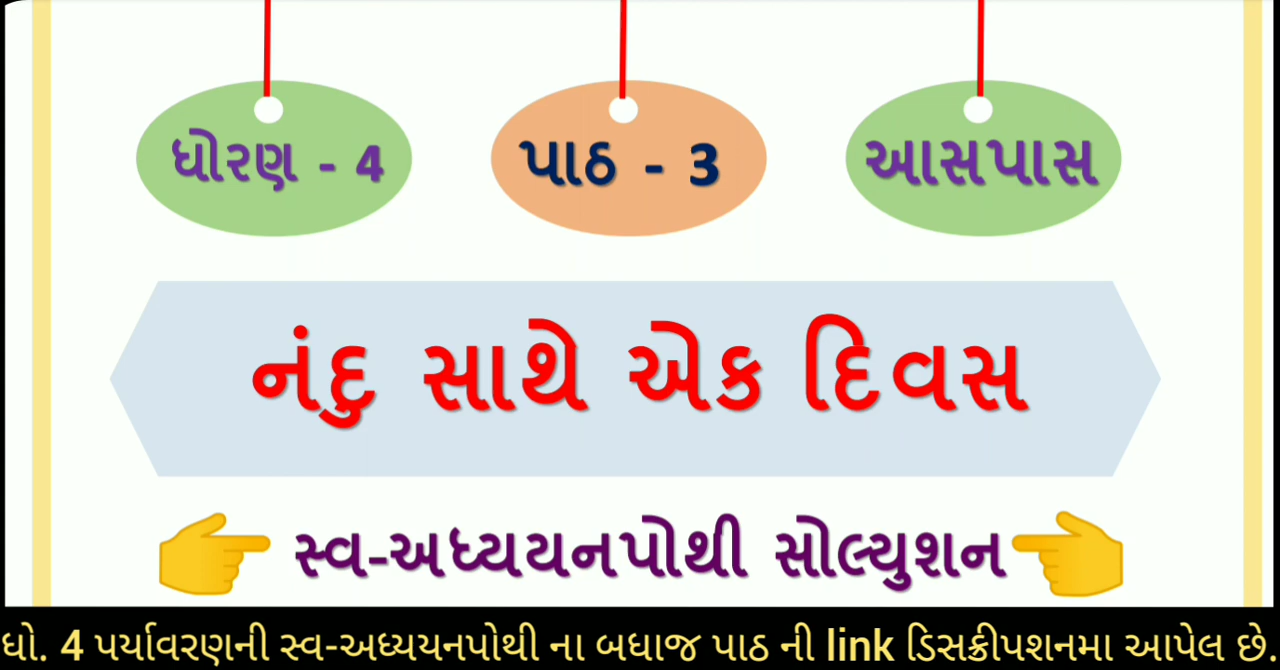 ધોરણ - 4
પાઠ - 3
આસપાસ
નંદુ સાથે એક દિવસ
સ્વ-અધ્યયનપોથી સોલ્યુશન
ધો. 4 પર્યાવરણની સ્વ-અધ્યયનપોથી ના બધાજ પાઠ ની link ડિસક્રીપશનમા આપેલ છે.